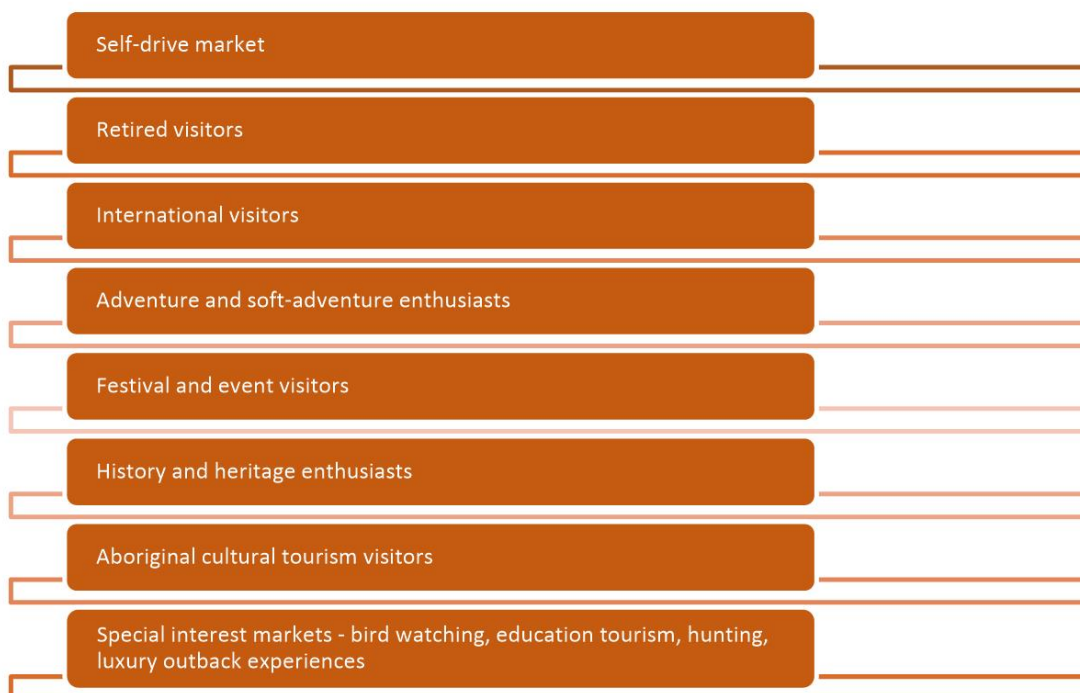 Self-drive market
Retired visitors
International visitors
Adventure and soft-adventure enthusiasts
Festival and event visitors
History and heritage enthusiasts
Aboriginal cultural tourism visitors
Special interest markets - bird watching, education tourism, hunting,
luxury outback experiences